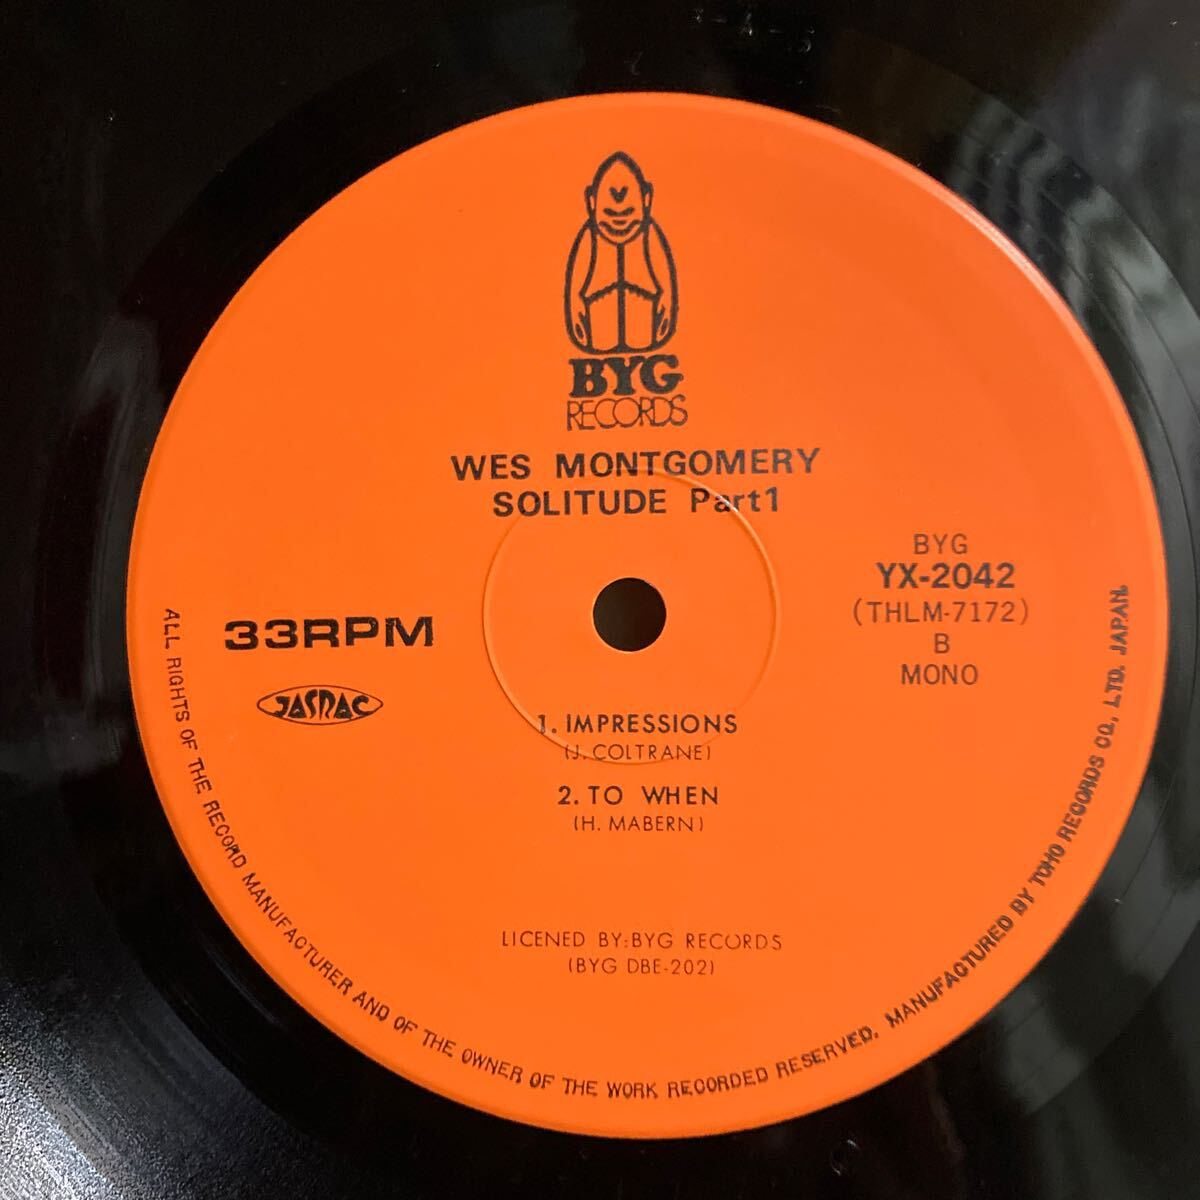 BYG
RECORDS
WES MONTGOMERY
SOLITUDE Part1
BYG
YX-2042
(THLM-7172)
B
MONO
33RPM
JASRAC
1. IMPRESSIONS
(J. COLTRANE)
2. TO WHEN
(H. MABERN)
LICENED BY:BYG RECORDS
(BYG DBE-202)
ALL RIGHTS OF THE RECORD MANUFACTURER AND OF THE OWNER OF THE WORK RECORDED RESERVED. MANUFACTURED BY TOHO RECORDS CO., LTD. JAPAN.